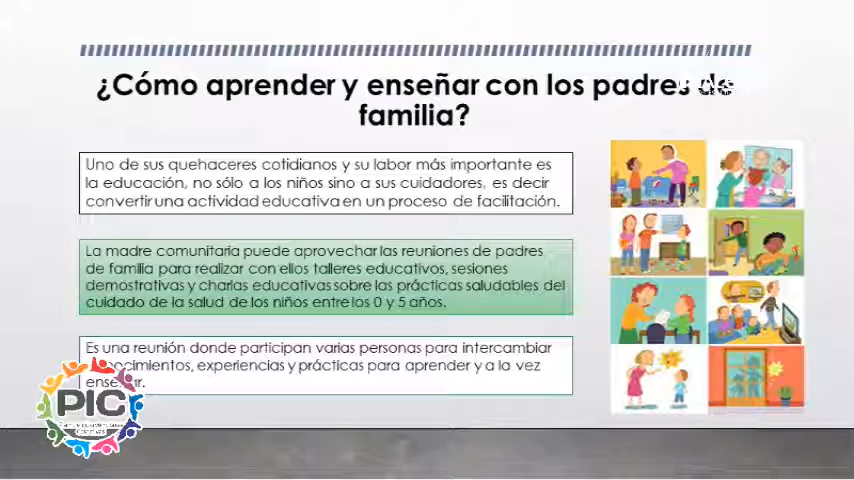 ¿Cómo aprender y enseñar con los padres de
familia?
Uno de sus quehaceres cotidianos y su labor más importante es
la educación, no sólo a los niños sino a sus cuidadores, es decir
convertir una actividad educativa en un proceso de facilitación.
La madre comunitaria puede aprovechar las reuniones de padres
de familia para realizar con ellos talleres educativos, sesiones
demostrativas y charlas educativas sobre las prácticas saludables del
cuidado de la salud de los niños entre los 0 y 5 años.
Es una reunión donde participan varias personas para intercambiar
experiencias y prácticas para aprender y a la vez
PIC